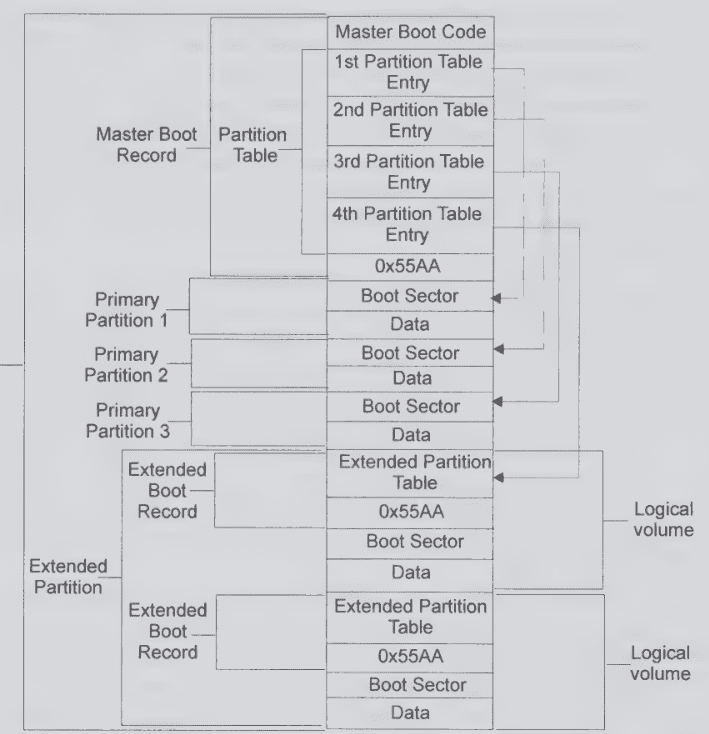 Master Boot Code
1st Partition Table
Entry
2nd Partition Table
Entry
Master Boot
Record
Partition
Table
3rd Partition Table
Entry
4th Partition Table
Entry
0x55AA
Primary
Partition 1
Boot Sector
Data
Primary
Partition 2
Boot Sector
Data
Primary
Partition 3
Boot Sector
Data
Extended
Boot
Record
Extended Partition
Table
0x55AA
Boot Sector
Data
Logical
volume
Extended
Partition
Extended
Boot
Record
Extended Partition
Table
0x55AA
Boot Sector
Data
Logical
volume